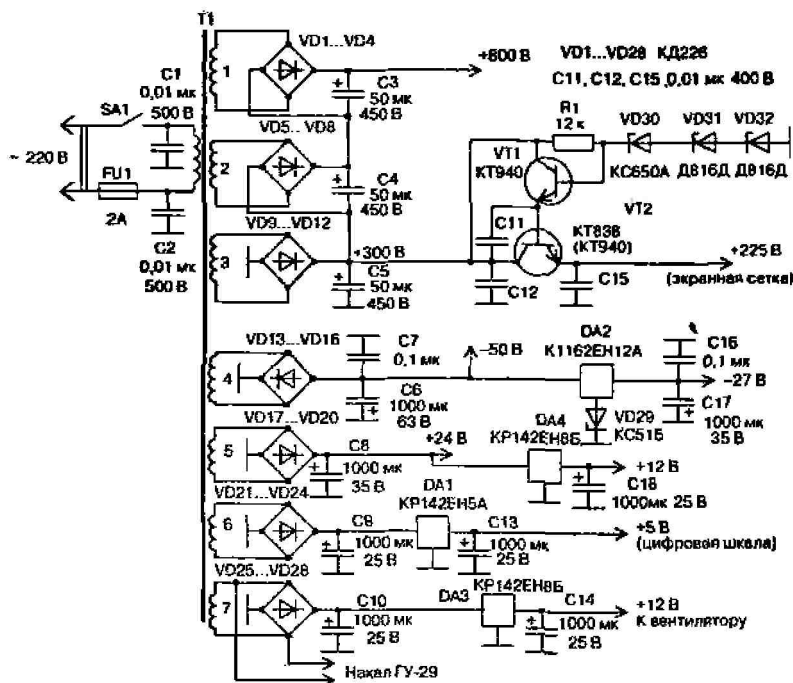 T1
C1
0,01 мк
500 В
SA1
~ 220 В
FU1
2A
C2
0,01 мк
500 В
1
VD1...VD4
C3
50 мк
450 В
+800 В
VD1...VD28 КД226
C11, C12, C15 ,0.01 мк 400 В
VD5... VD8
2
C4
50 мк
450 В
R1
12 к
VD30
VD31
VD32
VT1
КТ940
КС650А
Д816Д
Д816Д
VD9...VD12
3
+300 В
C5
50 мк
450 В
C11
C12
VT2
КТ838
(КТ940)
C15
+225 В
(экранная сетка)
VD13...VD16
4
C7
0,1 мк
C6
1000 мк
63 В
-50 В
DA2
К1162ЕН12А
VD29
КС515
C16
0,1 мк
-27 В
C17
1000 мк
35 В
VD17...VD20
5
C8
1000 мк
35 В
+24 В
DA4
КР142ЕН8Б
+12 В
C18
1000мк 25 В
VD21...VD24
6
C9
1000 мк
25 В
DA1
КР142ЕН5А
C13
1000 мк
25 В
+5 В
(цифровая шкала)
VD25...VD28
7
C10
1000 мк
25 В
DA3
КР142ЕН8Б
C14
1000 мк
25 В
+12 В
К вентилятору
Накал ГУ-29